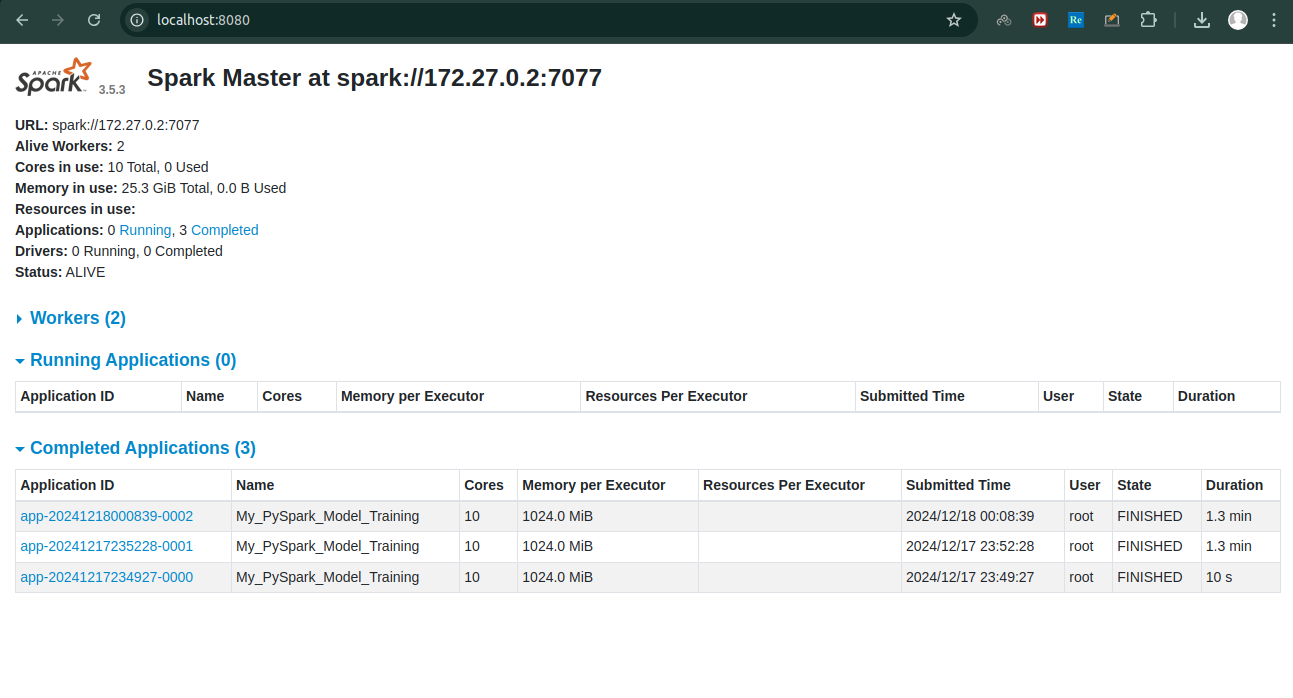 localhost:8080
Re
APACHE
Spark 3.5.3 Spark Master at spark://172.27.0.2:7077
URL: spark://172.27.0.2:7077
Alive Workers: 2
Cores in use: 10 Total, 0 Used
Memory in use: 25.3 GiB Total, 0.0 B Used
Resources in use:
Applications: 0 Running, 3 Completed
Drivers: 0 Running, 0 Completed
Status: ALIVE
Workers (2)
Running Applications (0)
Application ID Name Cores Memory per Executor Resources Per Executor Submitted Time User State Duration
Completed Applications (3)
Application ID Name Cores Memory per Executor Resources Per Executor Submitted Time User State Duration
app-20241218000839-0002 My_PySpark_Model_Training 10 1024.0 MiB 2024/12/18 00:08:39 root FINISHED 1.3 min
app-20241217235228-0001 My_PySpark_Model_Training 10 1024.0 MiB 2024/12/17 23:52:28 root FINISHED 1.3 min
app-20241217234927-0000 My_PySpark_Model_Training 10 1024.0 MiB 2024/12/17 23:49:27 root FINISHED 10 s